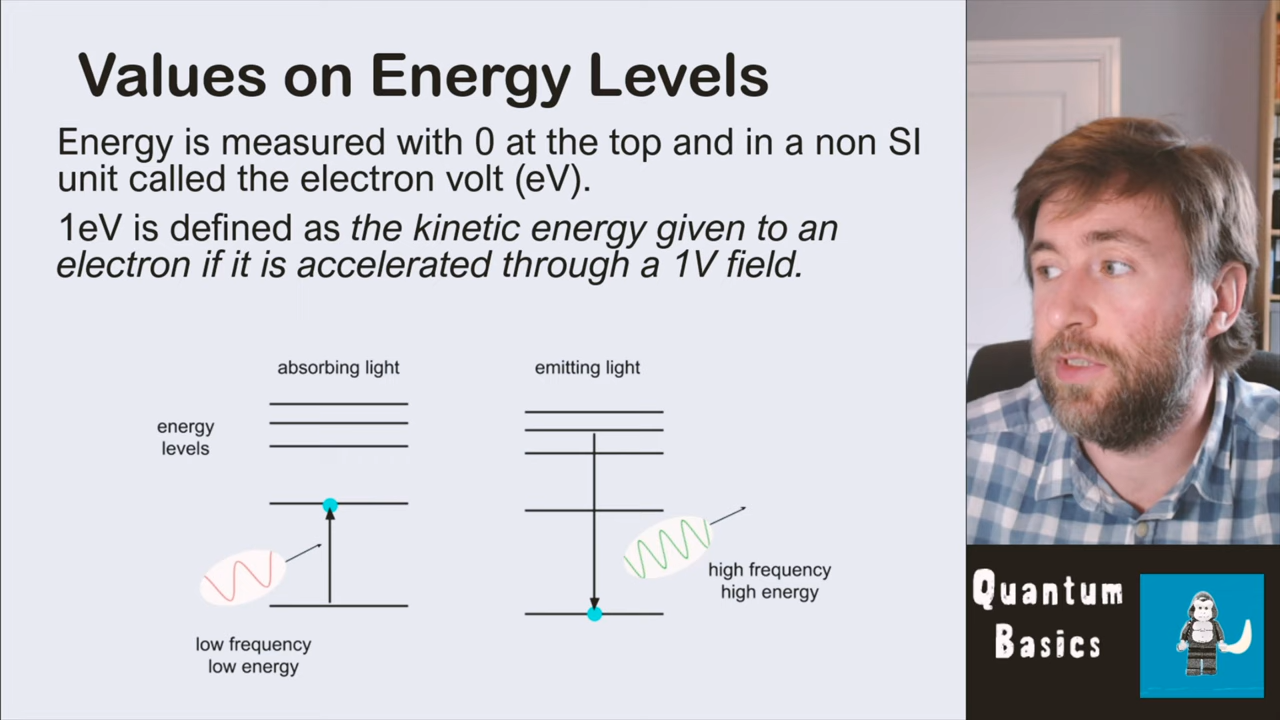 Values on Energy Levels
Energy is measured with 0 at the top and in a non SI
unit called the electron volt (eV).
1eV is defined as the kinetic energy given to an
electron if it is accelerated through a 1V field.
absorbing light
emitting light
energy
levels
high frequency
high energy
low frequency
low energy
Quantum
Basics